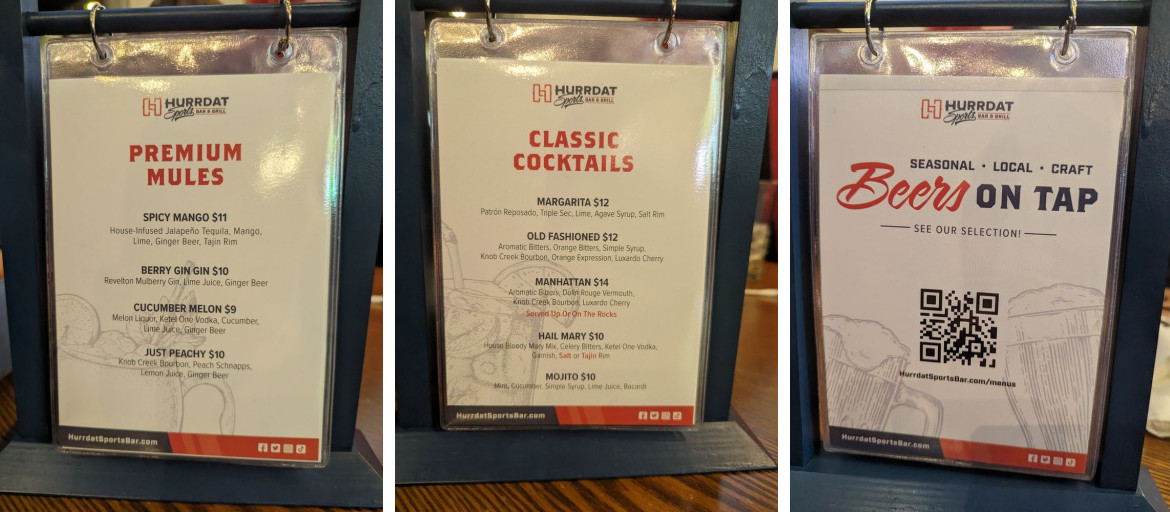 HURRDAT
Sports BAR & GRILL
PREMIUM
MULES
SPICY MANGO $11
House-Infused Jalapeño Tequila, Mango,
Lime, Ginger Beer, Tajin Rim
BERRY GIN GIN $10
Revelton Mulberry Gin, Lime Juice, Ginger Beer
CUCUMBER MELON $9
Melon Liquor, Ketel One Vodka, Cucumber,
Lime Juice, Ginger Beer
JUST PEACHY $10
Knob Creek Bourbon, Peach Schnapps,
Lemon Juice, Ginger Beer
HurrdatSportsBar.com
HURRDAT
Sports BAR & GRILL
CLASSIC
COCKTAILS
MARGARITA $12
Patrón Reposado, Triple Sec, Lime, Agave Syrup, Salt Rim
OLD FASHIONED $12
Aromatic Bitters, Orange Bitters, Simple Syrup,
Knob Creek Bourbon, Orange Expression, Luxardo Cherry
MANHATTAN $14
Aromatic Bitters, Dolin Rouge Vermouth,
Knob Creek Bourbon, Luxardo Cherry
Served Up Or On The Rocks
HAIL MARY $10
House Bloody Mary Mix, Celery Bitters, Ketel One Vodka,
Garnish, Salt or Tajin Rim
MOJITO $10
Mint, Cucumber, Simple Syrup, Lime Juice, Bacardi
HurrdatSportsBar.com
HURRDAT
Sports BAR & GRILL
SEASONAL • LOCAL • CRAFT
Beers ON TAP
SEE OUR SELECTION!
HurrdatSportsBar.com/menus
HurrdatSportsBar.com